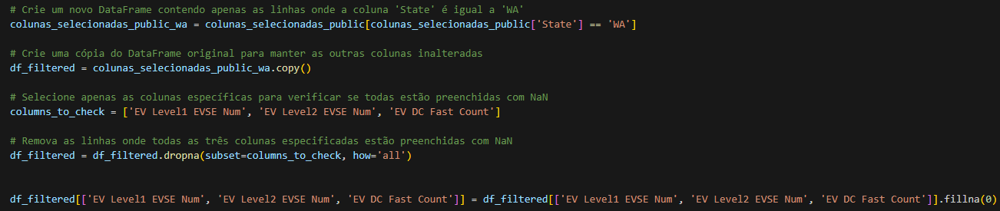 # Crie um novo DataFrame contendo apenas as linhas onde a coluna 'State' é igual a 'WA'
colunas_selecionadas_public_wa = colunas_selecionadas_public[colunas_selecionadas_public['State'] == 'WA']
# Crie uma cópia do DataFrame original para manter as outras colunas inalteradas
df_filtered = colunas_selecionadas_public_wa.copy()
# Selecione apenas as colunas específicas para verificar se todas estão preenchidas com NaN
columns_to_check = ['EV Level1 EVSE Num', 'EV Level2 EVSE Num', 'EV DC Fast Count']
# Remova as linhas onde todas as três colunas especificadas estão preenchidas com NaN
df_filtered = df_filtered.dropna(subset=columns_to_check, how='all')
df_filtered[['EV Level1 EVSE Num', 'EV Level2 EVSE Num', 'EV DC Fast Count']] = df_filtered[['EV Level1 EVSE Num', 'EV Level2 EVSE Num', 'EV DC Fast Count']].fillna(0)